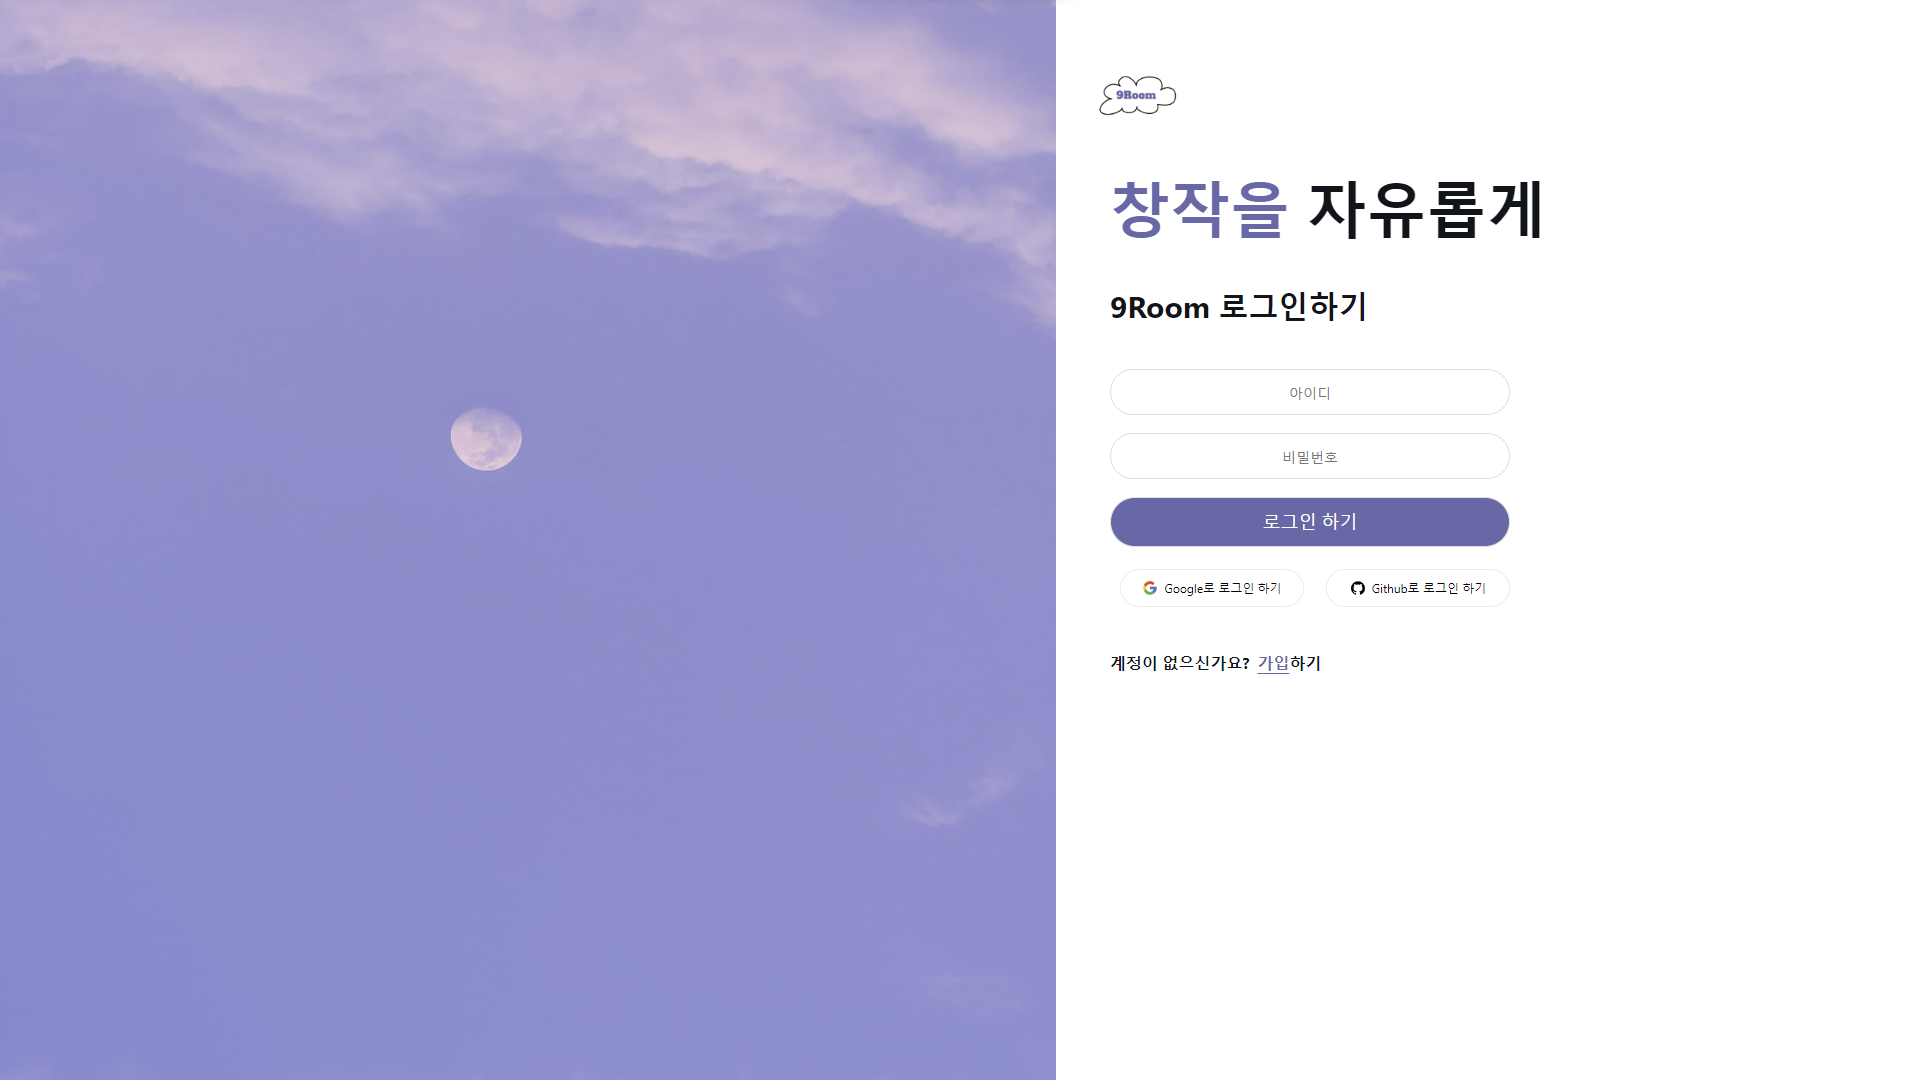 9Room
창작을 자유롭게
9Room 로그인하기
아이디
비밀번호
로그인 하기
Google로 로그인 하기
Github로 로그인 하기
계정이 없으신가요? 가입하기